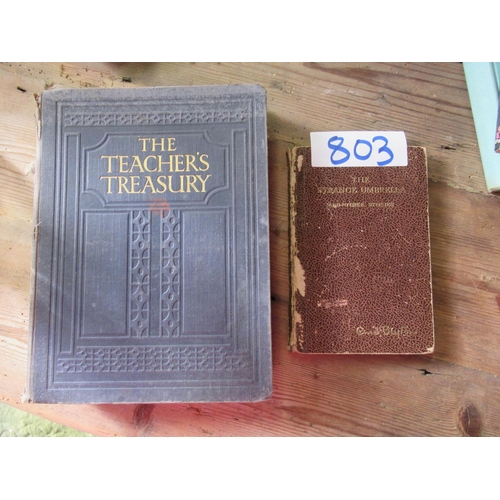 THE
TEACHER'S
TREASURY
803
THE
STRANGE UMBRELLA
AND OTHER STORIES
Enid Blyton